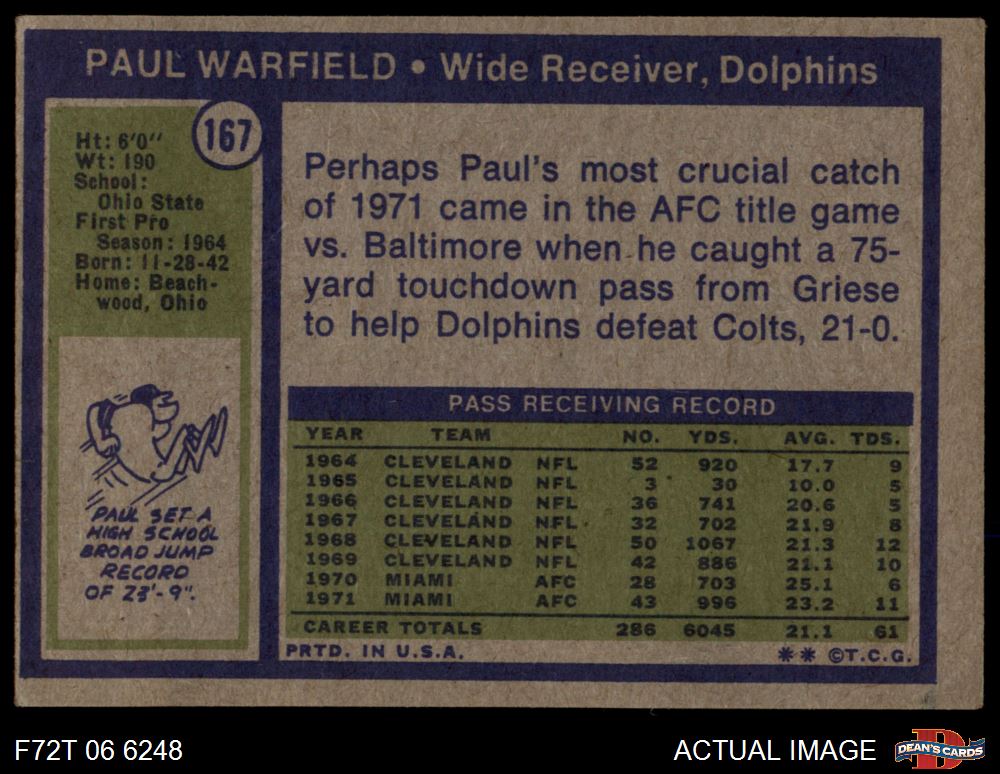 PAUL WARFIELD • Wide Receiver, Dolphins
167
Ht: 6'0''
Wt: 190
School:
Ohio State
First Pro
Season: 1964
Born: 11-28-42
Home: Beach-
wood, Ohio
PAUL SET A
HIGH SCHOOL
BROAD JUMP
RECORD
OF 23'-9".
Perhaps Paul's most crucial catch
of 1971 came in the AFC title game
vs. Baltimore when he caught a 75-
yard touchdown pass from Griese
to help Dolphins defeat Colts, 21-0.
PASS RECEIVING RECORD
YEAR TEAM NO. YDS. AVG. TDS.
1964 CLEVELAND NFL 52 920 17.7 9
1965 CLEVELAND NFL 3 30 10.0 5
1966 CLEVELAND NFL 36 741 20.6 5
1967 CLEVELAND NFL 32 702 21.9 8
1968 CLEVELAND NFL 50 1067 21.3 12
1969 CLEVELAND NFL 42 886 21.1 10
1970 MIAMI AFC 28 703 25.1 6
1971 MIAMI AFC 43 996 23.2 11
CAREER TOTALS 286 6045 21.1 61
PRTD. IN U.S.A. ** ©T.C.G.
F72T 06 6248
ACTUAL IMAGE
D
DEAN'S CARDS